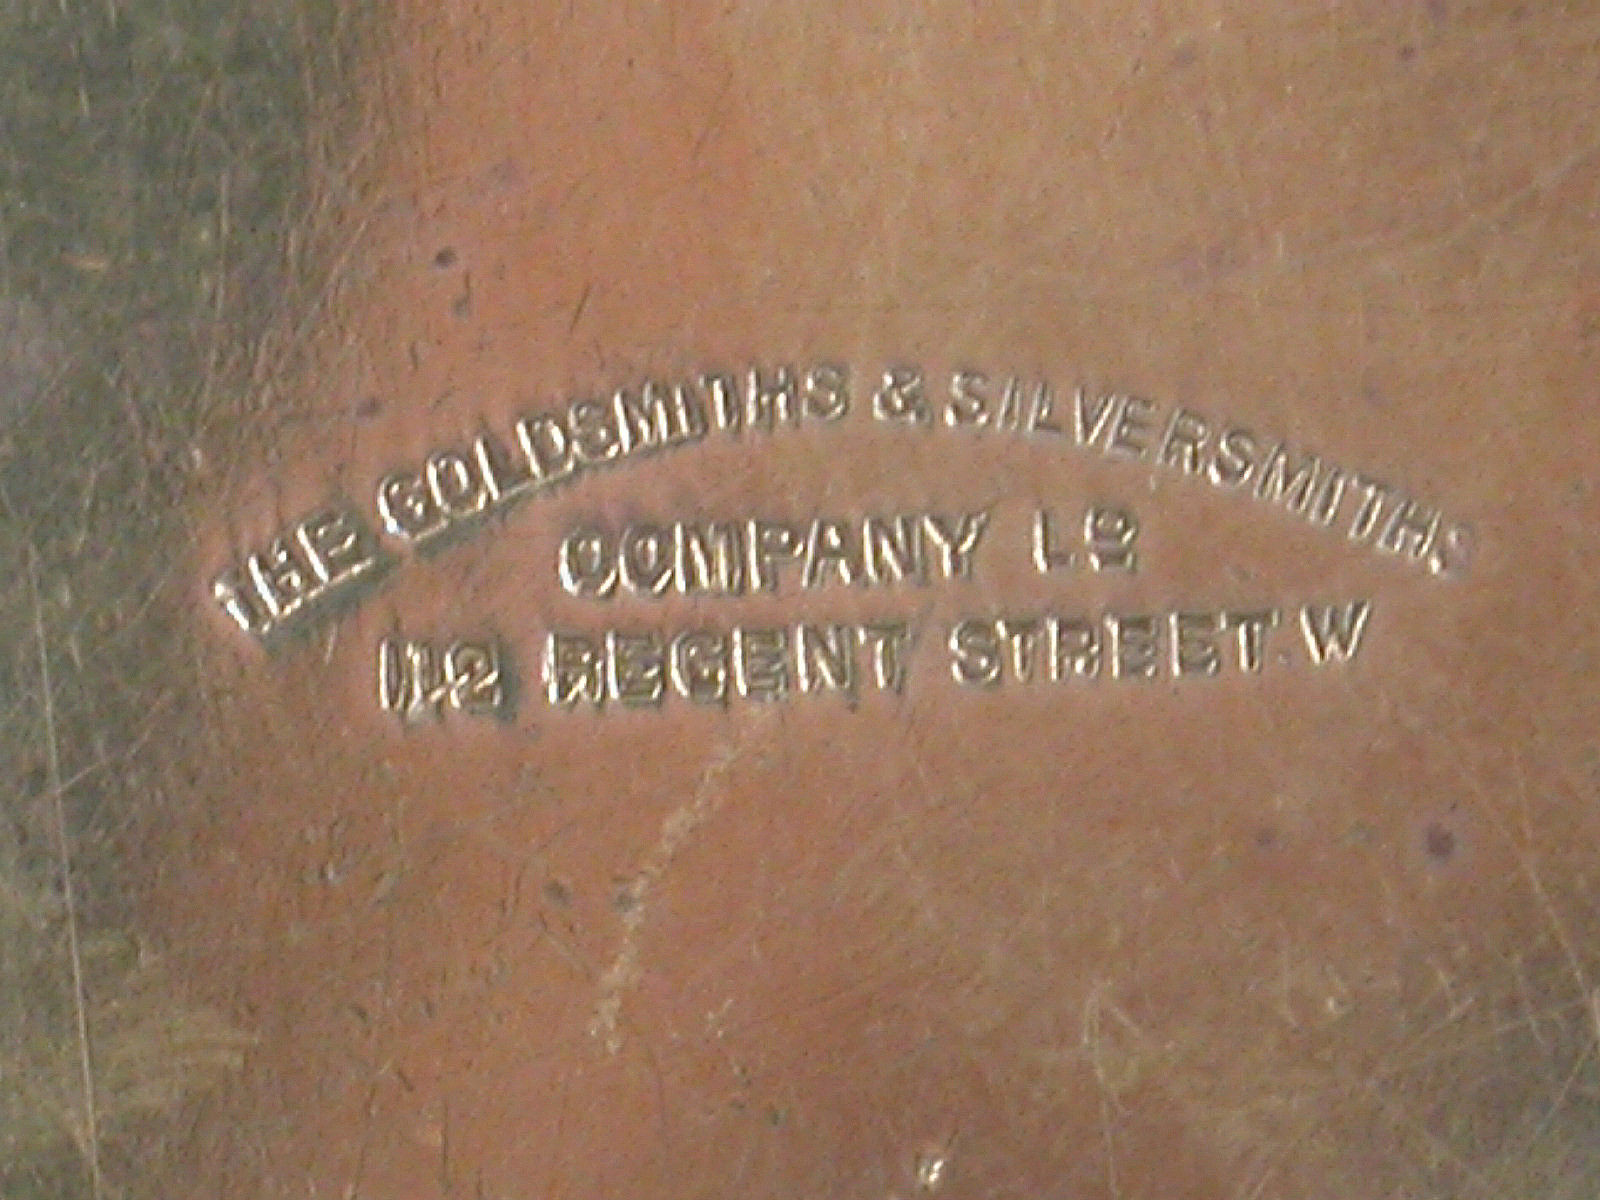 THE GOLDSMITHS & SILVERSMITHS
COMPANY LD
112 REGENT STREET. W